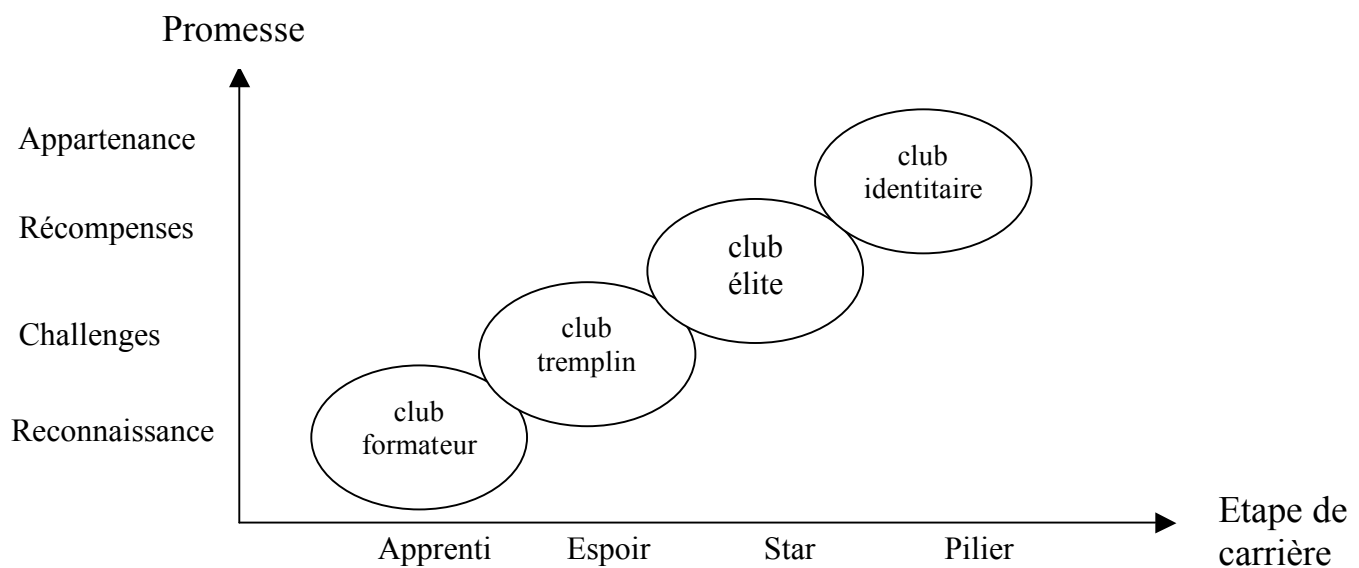 Promesse
Appartenance
club
identitaire
Récompenses
club
élite
Challenges
club
tremplin
Reconnaissance
club
formateur
Etape de
carrière
Apprenti
Espoir
Star
Pilier